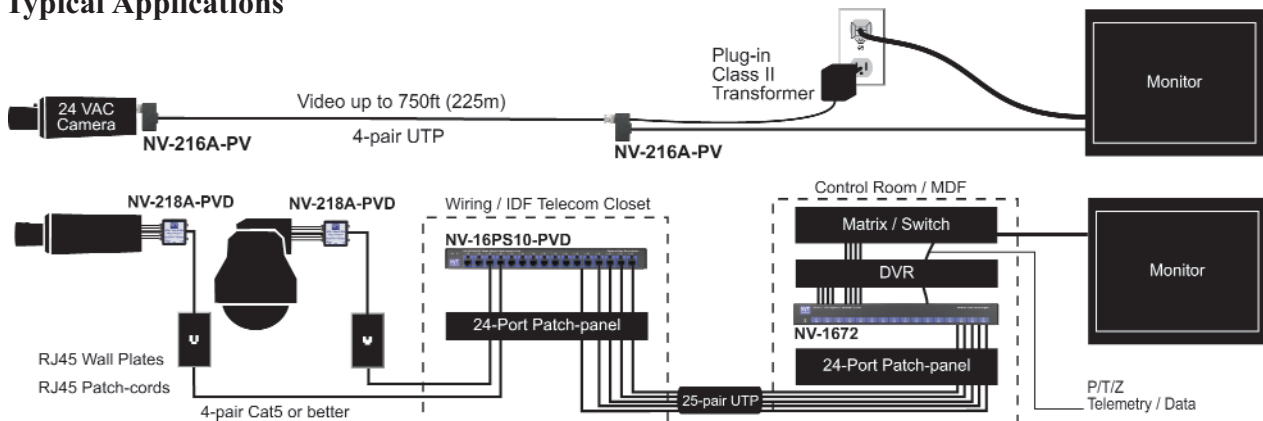 Typical Applications
24 VAC
Camera
NV-216A-PV
Video up to 750ft (225m)
4-pair UTP
NV-216A-PV
Plug-in
Class II
Transformer
Monitor
NV-218A-PVD
NV-218A-PVD
RJ45 Wall Plates
RJ45 Patch-cords
4-pair Cat5 or better
Wiring / IDF Telecom Closet
NV-16PS10-PVD
24-Port Patch-panel
25-pair UTP
Control Room / MDF
Matrix / Switch
DVR
NV-1672
24-Port Patch-panel
Monitor
P/T/Z
Telemetry / Data